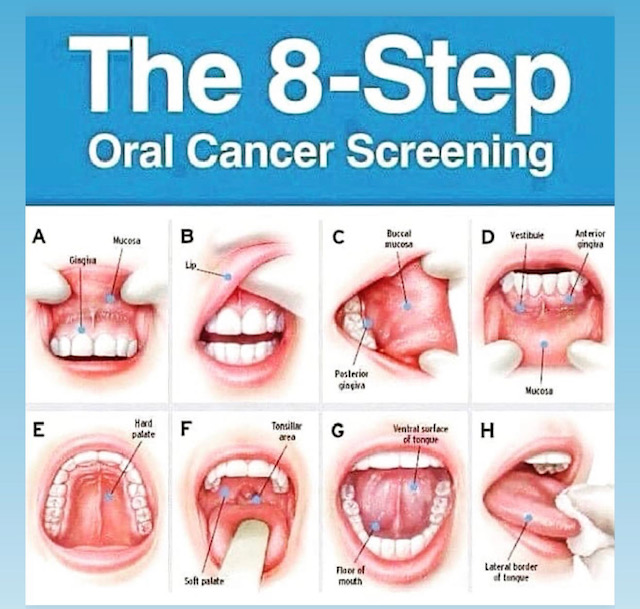 The 8-Step
Oral Cancer Screening
A
Mucosa
Gingiva
B
Lip
C
Buccal
mucosa
Posterior
gingiva
D
Vestibule
Anterior
gingiva
Mucosa
E
Hard
palate
F
Tonsillar
area
Soft palate
G
Ventral surface
of tongue
Floor of
mouth
H
Lateral border
of tongue